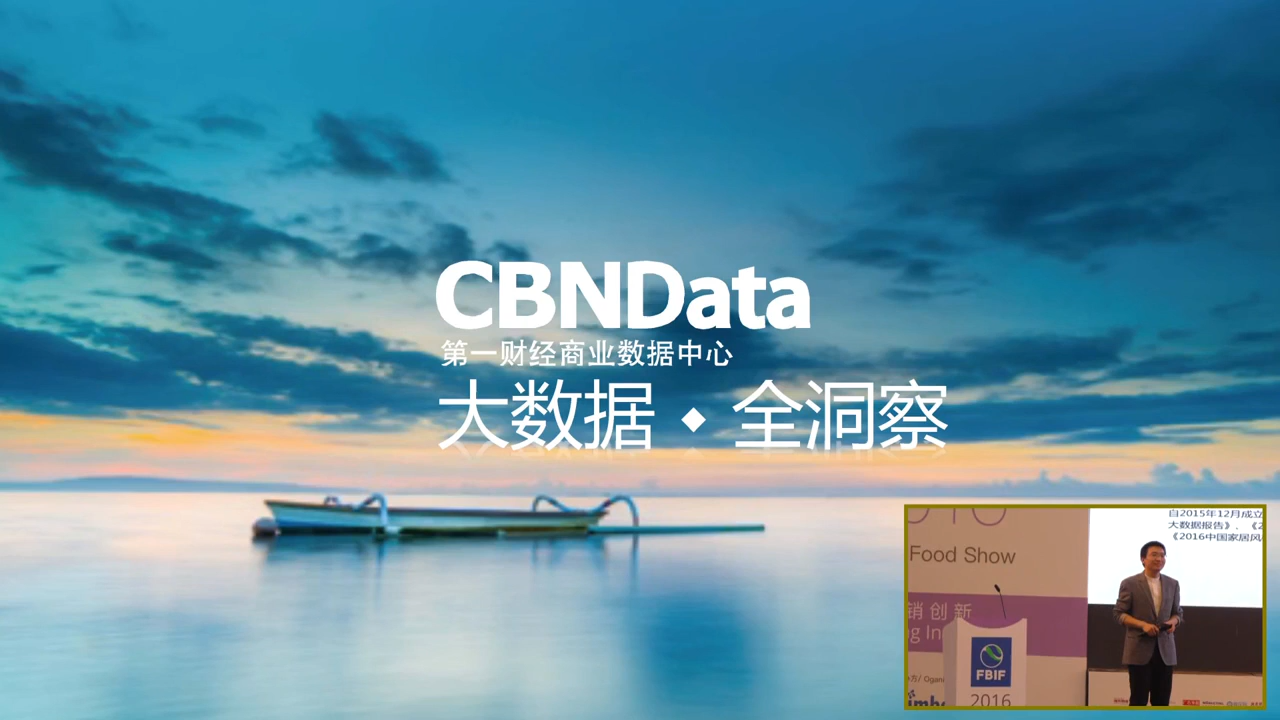 CBNData
第一财经商业数据中心
大数据·全洞察
自2015年12月成立
大数据报告》、《2
《2016中国家居风
Food Show
销创新
g In
FBIF
2016